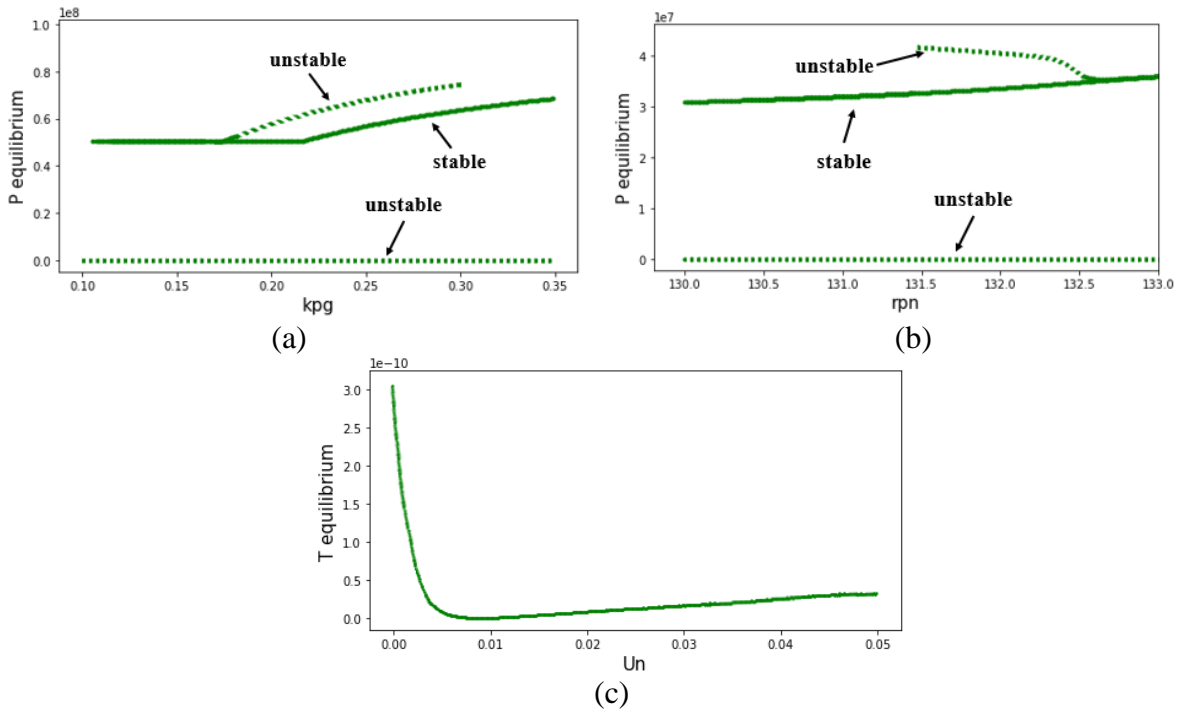 1e8
1.0
0.8
0.6
0.4
0.2
0.0
P equilibrium
unstable
stable
unstable
0.10 0.15 0.20 0.25 0.30 0.35
kpg
(a)
1e7
4
3
2
1
0
P equilibrium
unstable
stable
unstable
130.0 130.5 131.0 131.5 132.0 132.5 133.0
rpn
(b)
1e−10
3.0
2.5
2.0
1.5
1.0
0.5
0.0
T equilibrium
0.00 0.01 0.02 0.03 0.04 0.05
Un
(c)